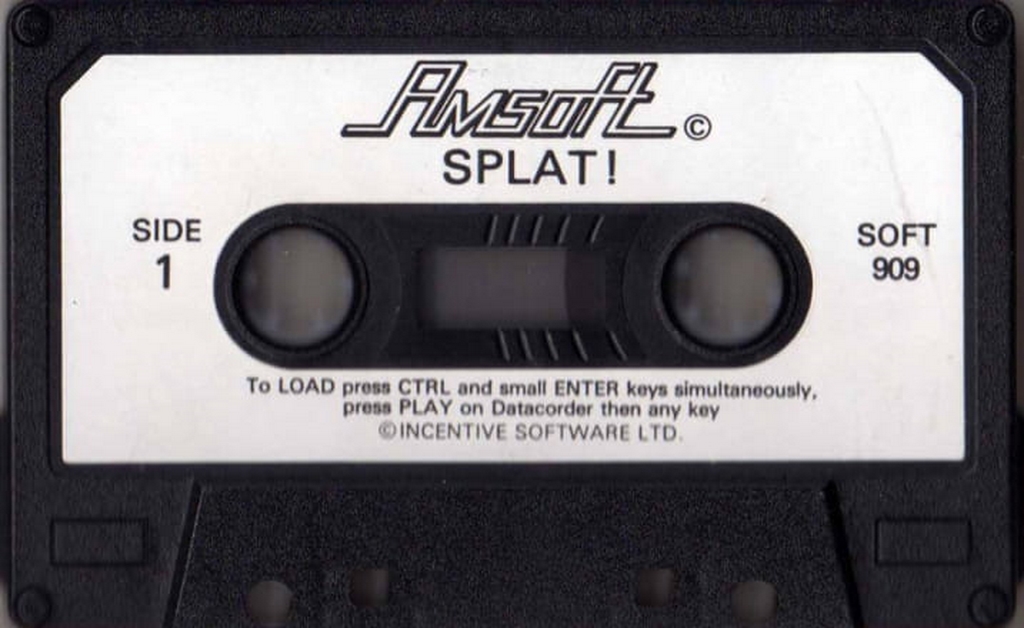 Amsoft ©
SPLAT!
SIDE
1
SOFT
909
To LOAD press CTRL and small ENTER keys simultaneously,
press PLAY on Datacorder then any key
©INCENTIVE SOFTWARE LTD.